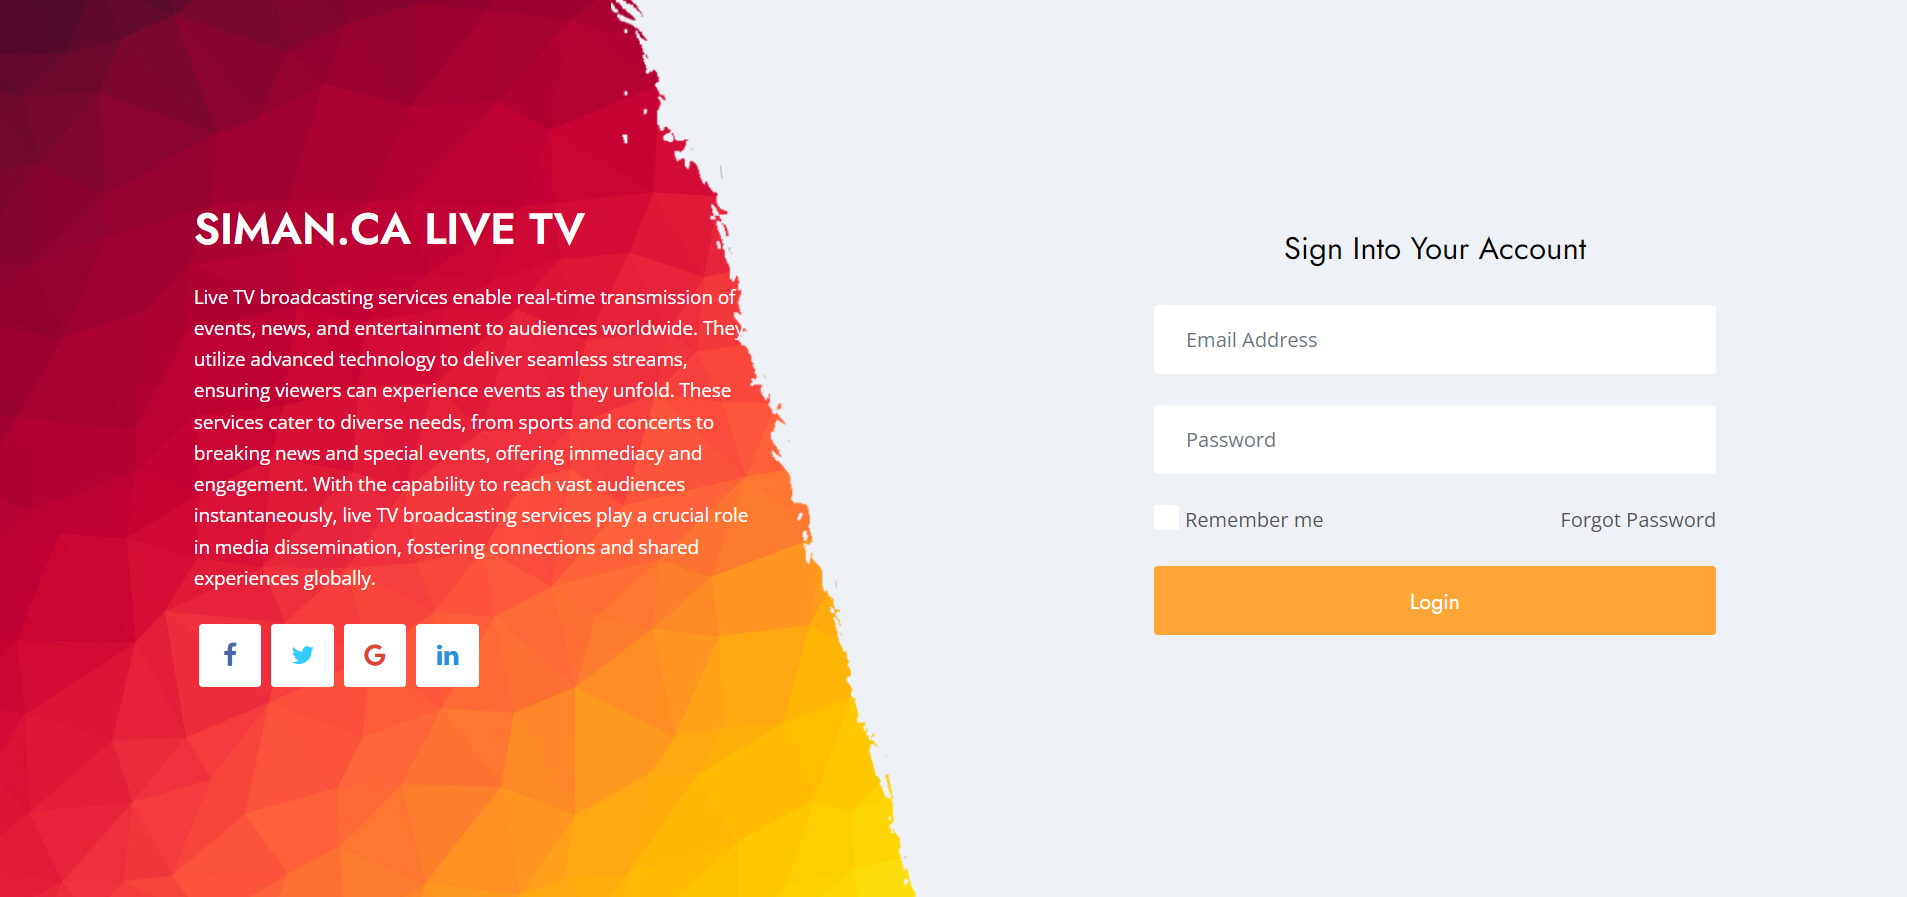 SIMAN.CA LIVE TV
Live TV broadcasting services enable real-time transmission of
events, news, and entertainment to audiences worldwide. They
utilize advanced technology to deliver seamless streams,
ensuring viewers can experience events as they unfold. These
services cater to diverse needs, from sports and concerts to
breaking news and special events, offering immediacy and
engagement. With the capability to reach vast audiences
instantaneously, live TV broadcasting services play a crucial role
in media dissemination, fostering connections and shared
experiences globally.
Sign Into Your Account
Email Address
Password
Remember me
Forgot Password
Login